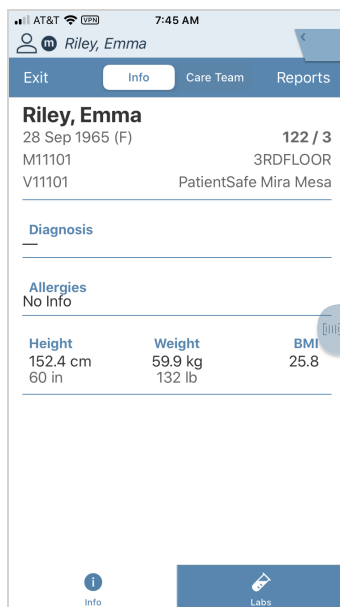 AT&T VPN 7:45 AM
m Riley, Emma
Exit Info Care Team Reports
Riley, Emma
28 Sep 1965 (F) 122 / 3
M11101 3RDFLOOR
V11101 PatientSafe Mira Mesa
Diagnosis
—
Allergies
No Info
Height Weight BMI
152.4 cm 59.9 kg 25.8
60 in 132 lb
Info Labs